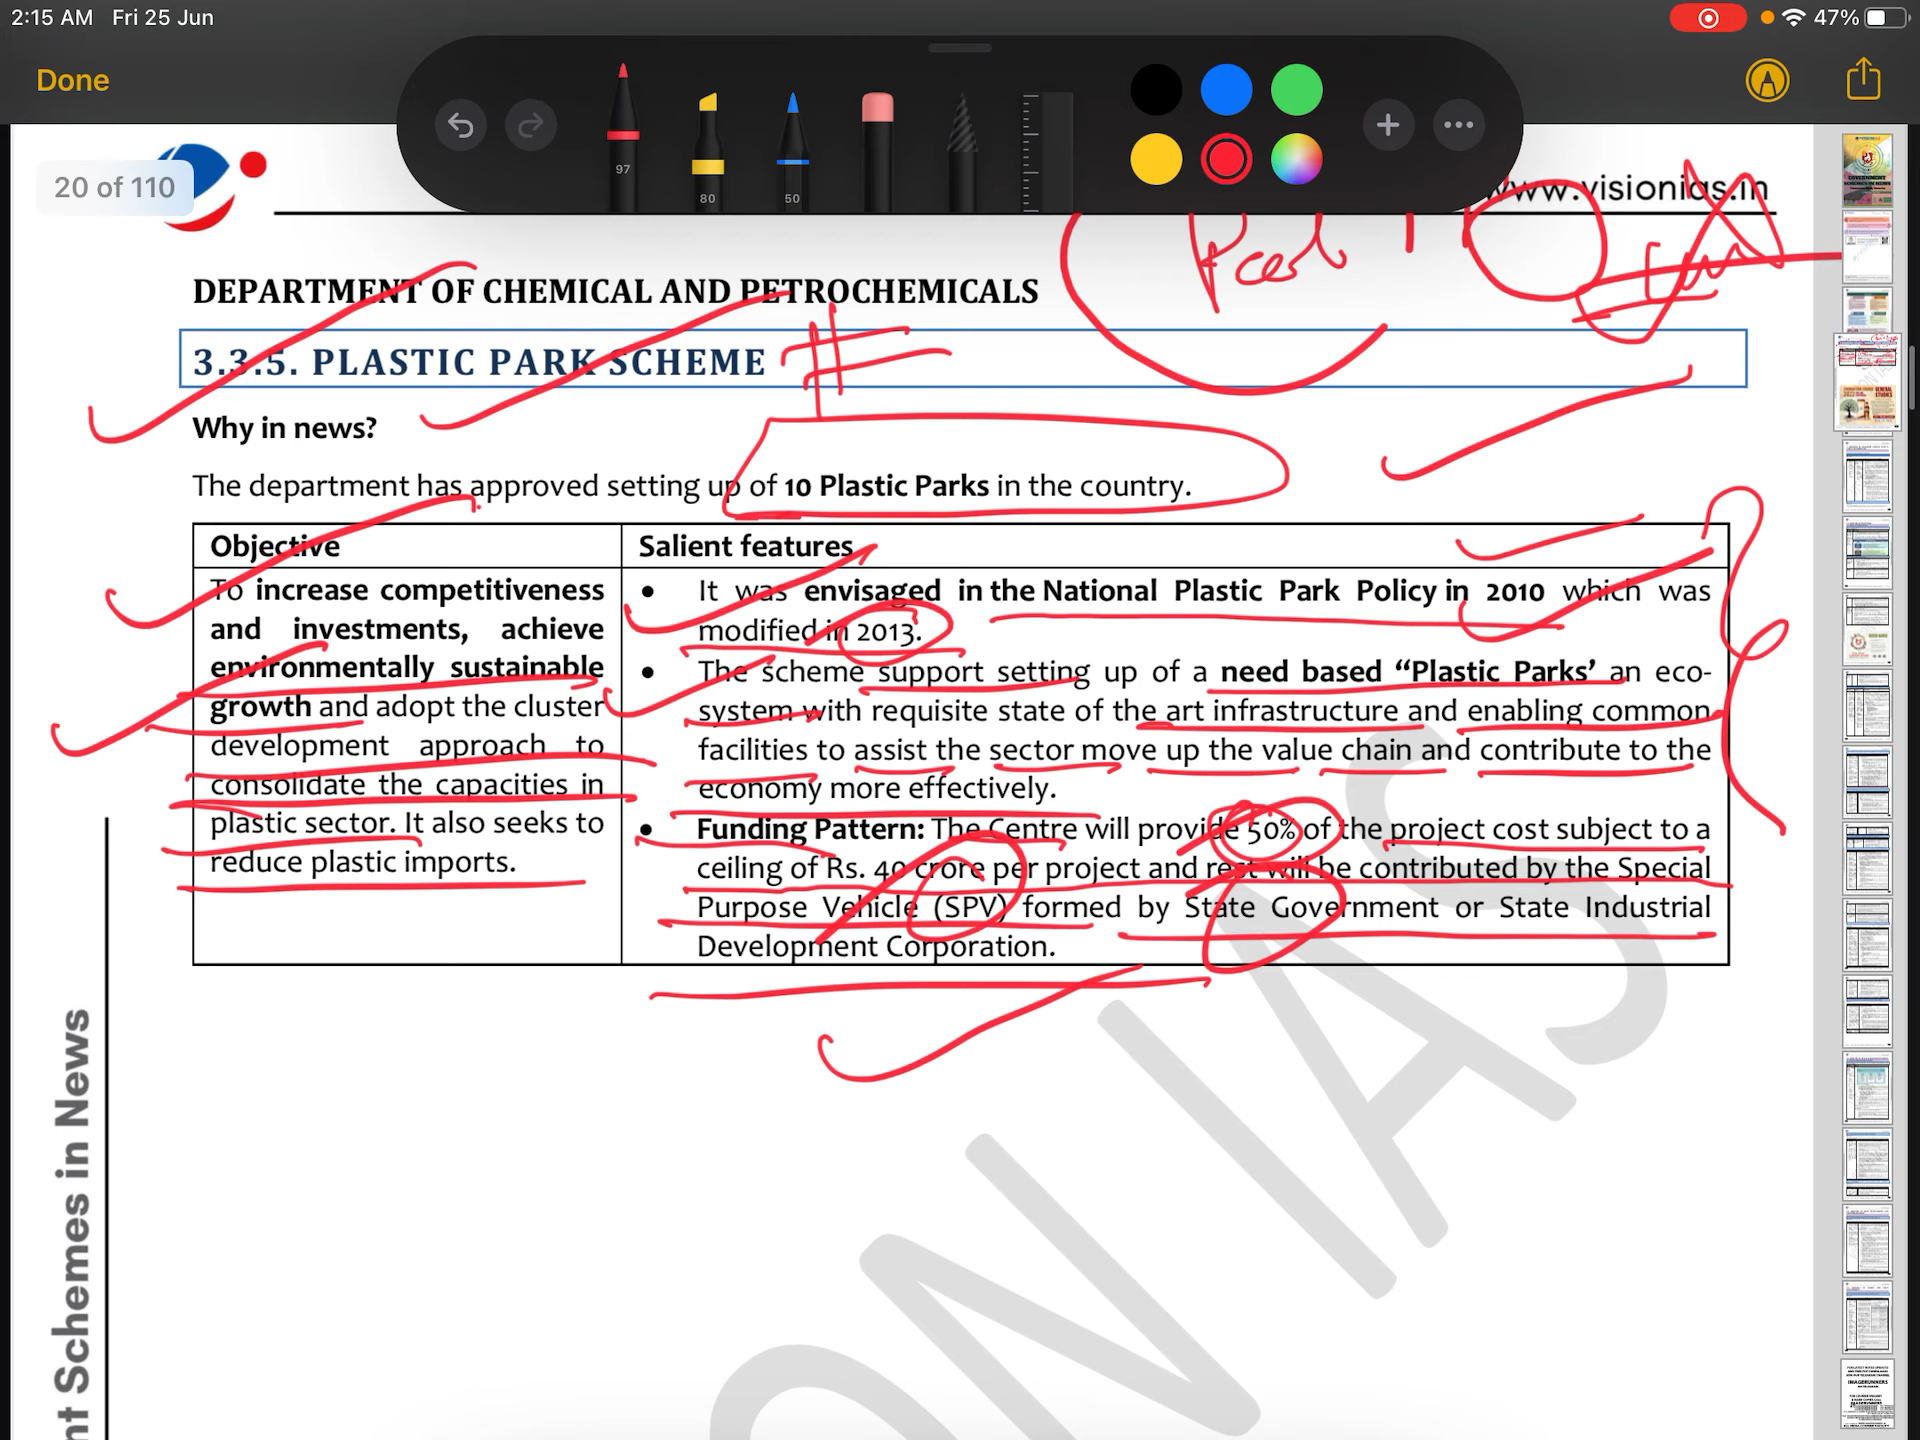 2:15 AM Fri 25 Jun
47%
Done
97
80
50
20 of 110
www.visionias.in
DEPARTMENT OF CHEMICAL AND PETROCHEMICALS
3.3.5. PLASTIC PARK SCHEME
Why in news?
The department has approved setting up of 10 Plastic Parks in the country.
Objective
To increase competitiveness
and investments, achieve
environmentally sustainable
growth and adopt the cluster
development approach to
consolidate the capacities in
plastic sector. It also seeks to
reduce plastic imports.
Salient features
• It was envisaged in the National Plastic Park Policy in 2010 which was
modified in 2013.
• The scheme support setting up of a need based “Plastic Parks’ an eco-
system with requisite state of the art infrastructure and enabling common
facilities to assist the sector move up the value chain and contribute to the
economy more effectively.
• Funding Pattern: The Centre will provide 50% of the project cost subject to a
ceiling of Rs. 40 crore per project and rest will be contributed by the Special
Purpose Vehicle (SPV) formed by State Government or State Industrial
Development Corporation.
nt Schemes in News
ON IAS